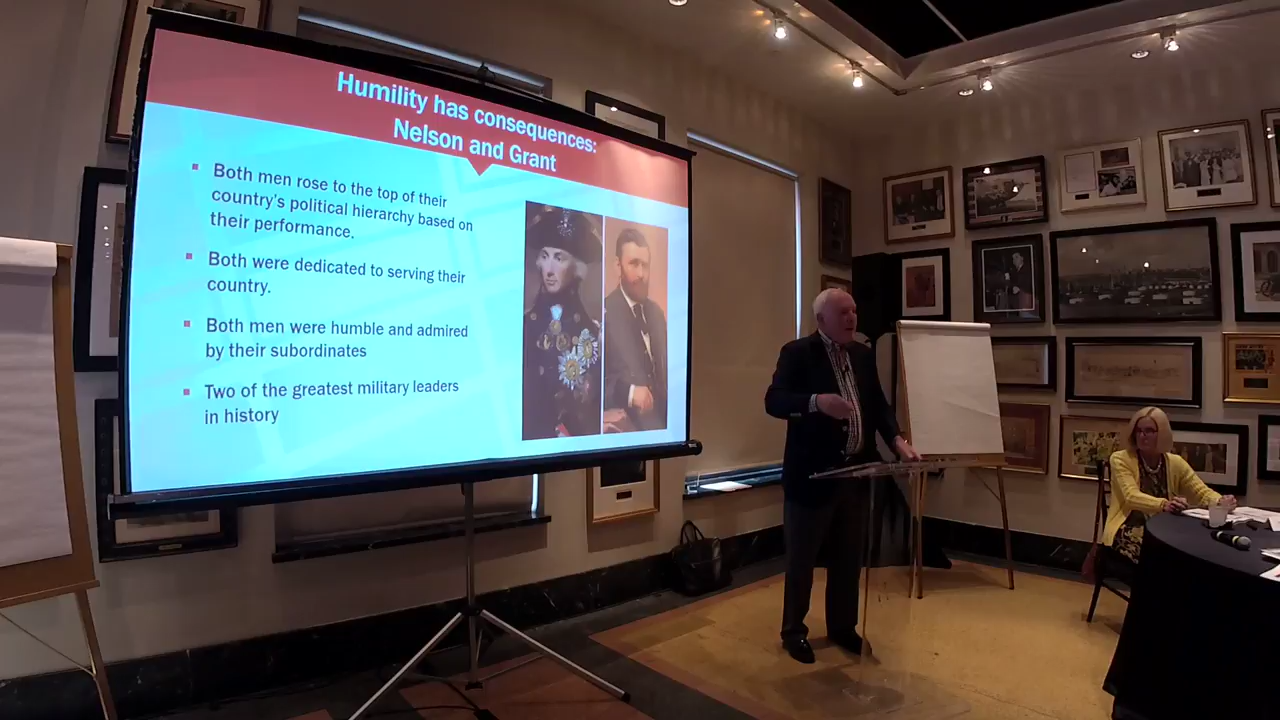 Humility has consequences:
Nelson and Grant
Both men rose to the top of their
country's political hierarchy based on
their performance.
Both were dedicated to serving their
country.
Both men were humble and admired
by their subordinates
Two of the greatest military leaders
in history